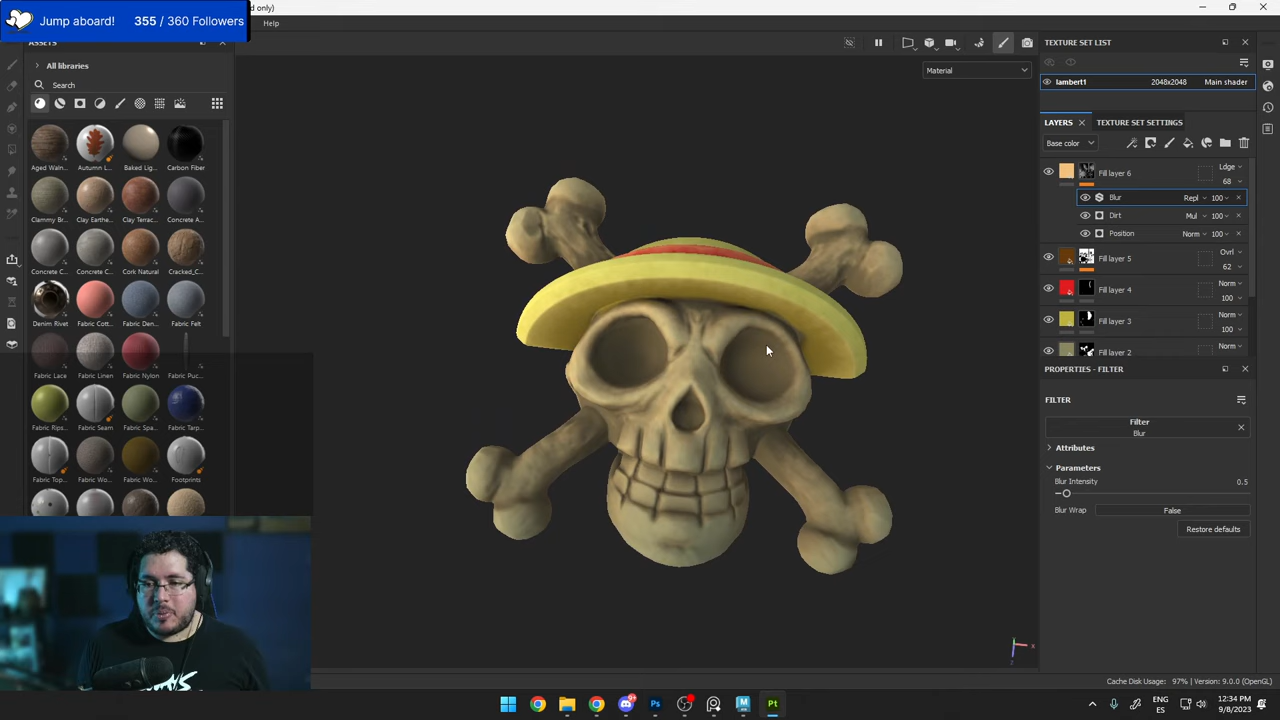 only)
Jump aboard! 355 / 360 Followers
Help
ASSETS
All libraries
Search
Aged Waln...
Autumn L...
Baked Lig...
Carbon Fiber
Clammy Br...
Clay Earthe...
Clay Terrac...
Concrete A...
Concrete C...
Concrete C...
Cork Natural
Cracked_C...
Denim Rivet
Fabric Cott...
Fabric Den...
Fabric Felt
Fabric Lace
Fabric Linen
Fabric Nylon
Fabric Puc...
Fabric Rips...
Fabric Seam
Fabric Spa...
Fabric Tarp...
Fabric Top...
Fabric Wo...
Fabric Wo...
Footprints
Material
TEXTURE SET LIST
lambert1 2048x2048 Main shader
LAYERS TEXTURE SET SETTINGS
Base color
Fill layer 6 Ldge 68
Blur Repl 100
Dirt Mul 100
Position Norm 100
Fill layer 5 Ovrl 62
Fill layer 4 Norm 100
Fill layer 3 Norm 100
Fill layer 2 Norm
PROPERTIES - FILTER
FILTER
Filter
Blur
Attributes
Parameters
Blur Intensity 0.5
Blur Wrap False
Restore defaults
Cache Disk Usage: 97% | Version: 9.0.0 (OpenGL)
ENG
ES
12:34 PM
9/8/2023